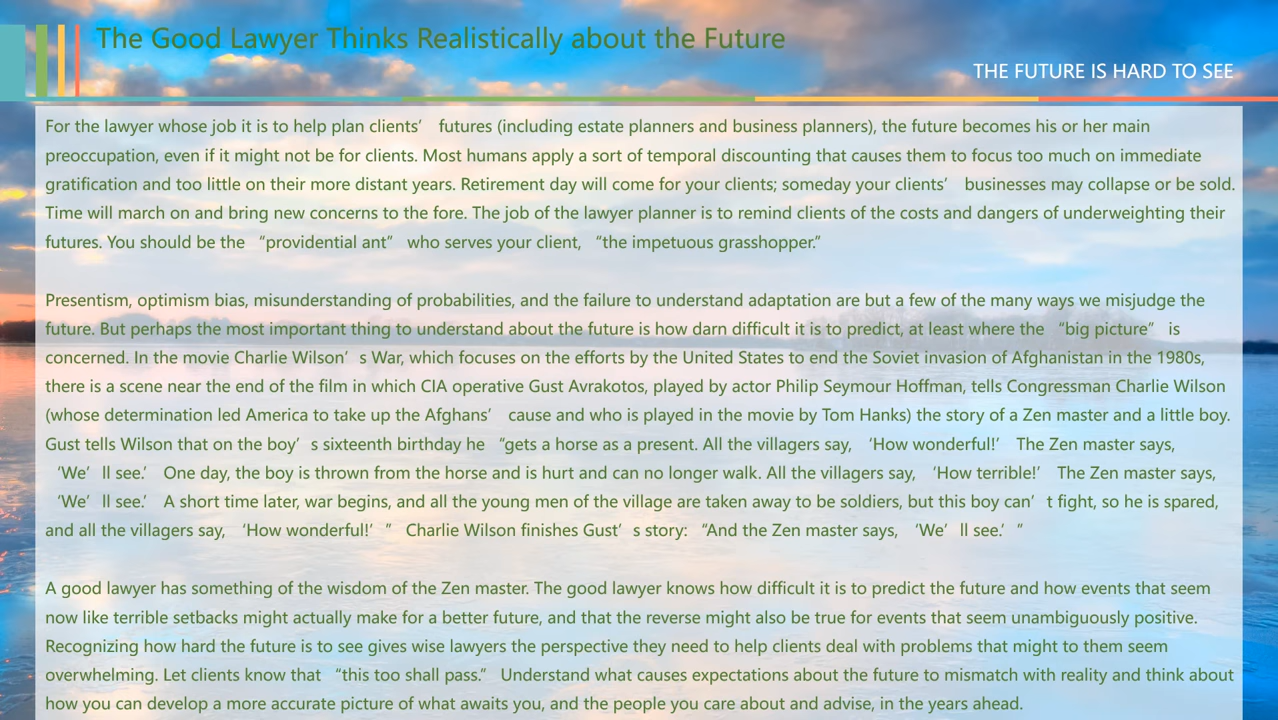 The Good Lawyer Thinks Realistically about the Future
THE FUTURE IS HARD TO SEE
For the lawyer whose job it is to help plan clients’ futures (including estate planners and business planners), the future becomes his or her main
preoccupation, even if it might not be for clients. Most humans apply a sort of temporal discounting that causes them to focus too much on immediate
gratification and too little on their more distant years. Retirement day will come for your clients; someday your clients’ businesses may collapse or be sold.
Time will march on and bring new concerns to the fore. The job of the lawyer planner is to remind clients of the costs and dangers of underweighting their
futures. You should be the “providential ant” who serves your client, “the impetuous grasshopper.”
Presentism, optimism bias, misunderstanding of probabilities, and the failure to understand adaptation are but a few of the many ways we misjudge the
future. But perhaps the most important thing to understand about the future is how darn difficult it is to predict, at least where the “big picture” is
concerned. In the movie Charlie Wilson’s War, which focuses on the efforts by the United States to end the Soviet invasion of Afghanistan in the 1980s,
there is a scene near the end of the film in which CIA operative Gust Avrakotos, played by actor Philip Seymour Hoffman, tells Congressman Charlie Wilson
(whose determination led America to take up the Afghans’ cause and who is played in the movie by Tom Hanks) the story of a Zen master and a little boy.
Gust tells Wilson that on the boy’s sixteenth birthday he “gets a horse as a present. All the villagers say, ‘How wonderful!’ The Zen master says,
‘We’ll see.’ One day, the boy is thrown from the horse and is hurt and can no longer walk. All the villagers say, ‘How terrible!’ The Zen master says,
‘We’ll see.’ A short time later, war begins, and all the young men of the village are taken away to be soldiers, but this boy can’t fight, so he is spared,
and all the villagers say, ‘How wonderful!’” Charlie Wilson finishes Gust’s story: “And the Zen master says, ‘We’ll see.’”
A good lawyer has something of the wisdom of the Zen master. The good lawyer knows how difficult it is to predict the future and how events that seem
now like terrible setbacks might actually make for a better future, and that the reverse might also be true for events that seem unambiguously positive.
Recognizing how hard the future is to see gives wise lawyers the perspective they need to help clients deal with problems that might to them seem
overwhelming. Let clients know that “this too shall pass.” Understand what causes expectations about the future to mismatch with reality and think about
how you can develop a more accurate picture of what awaits you, and the people you care about and advise, in the years ahead.